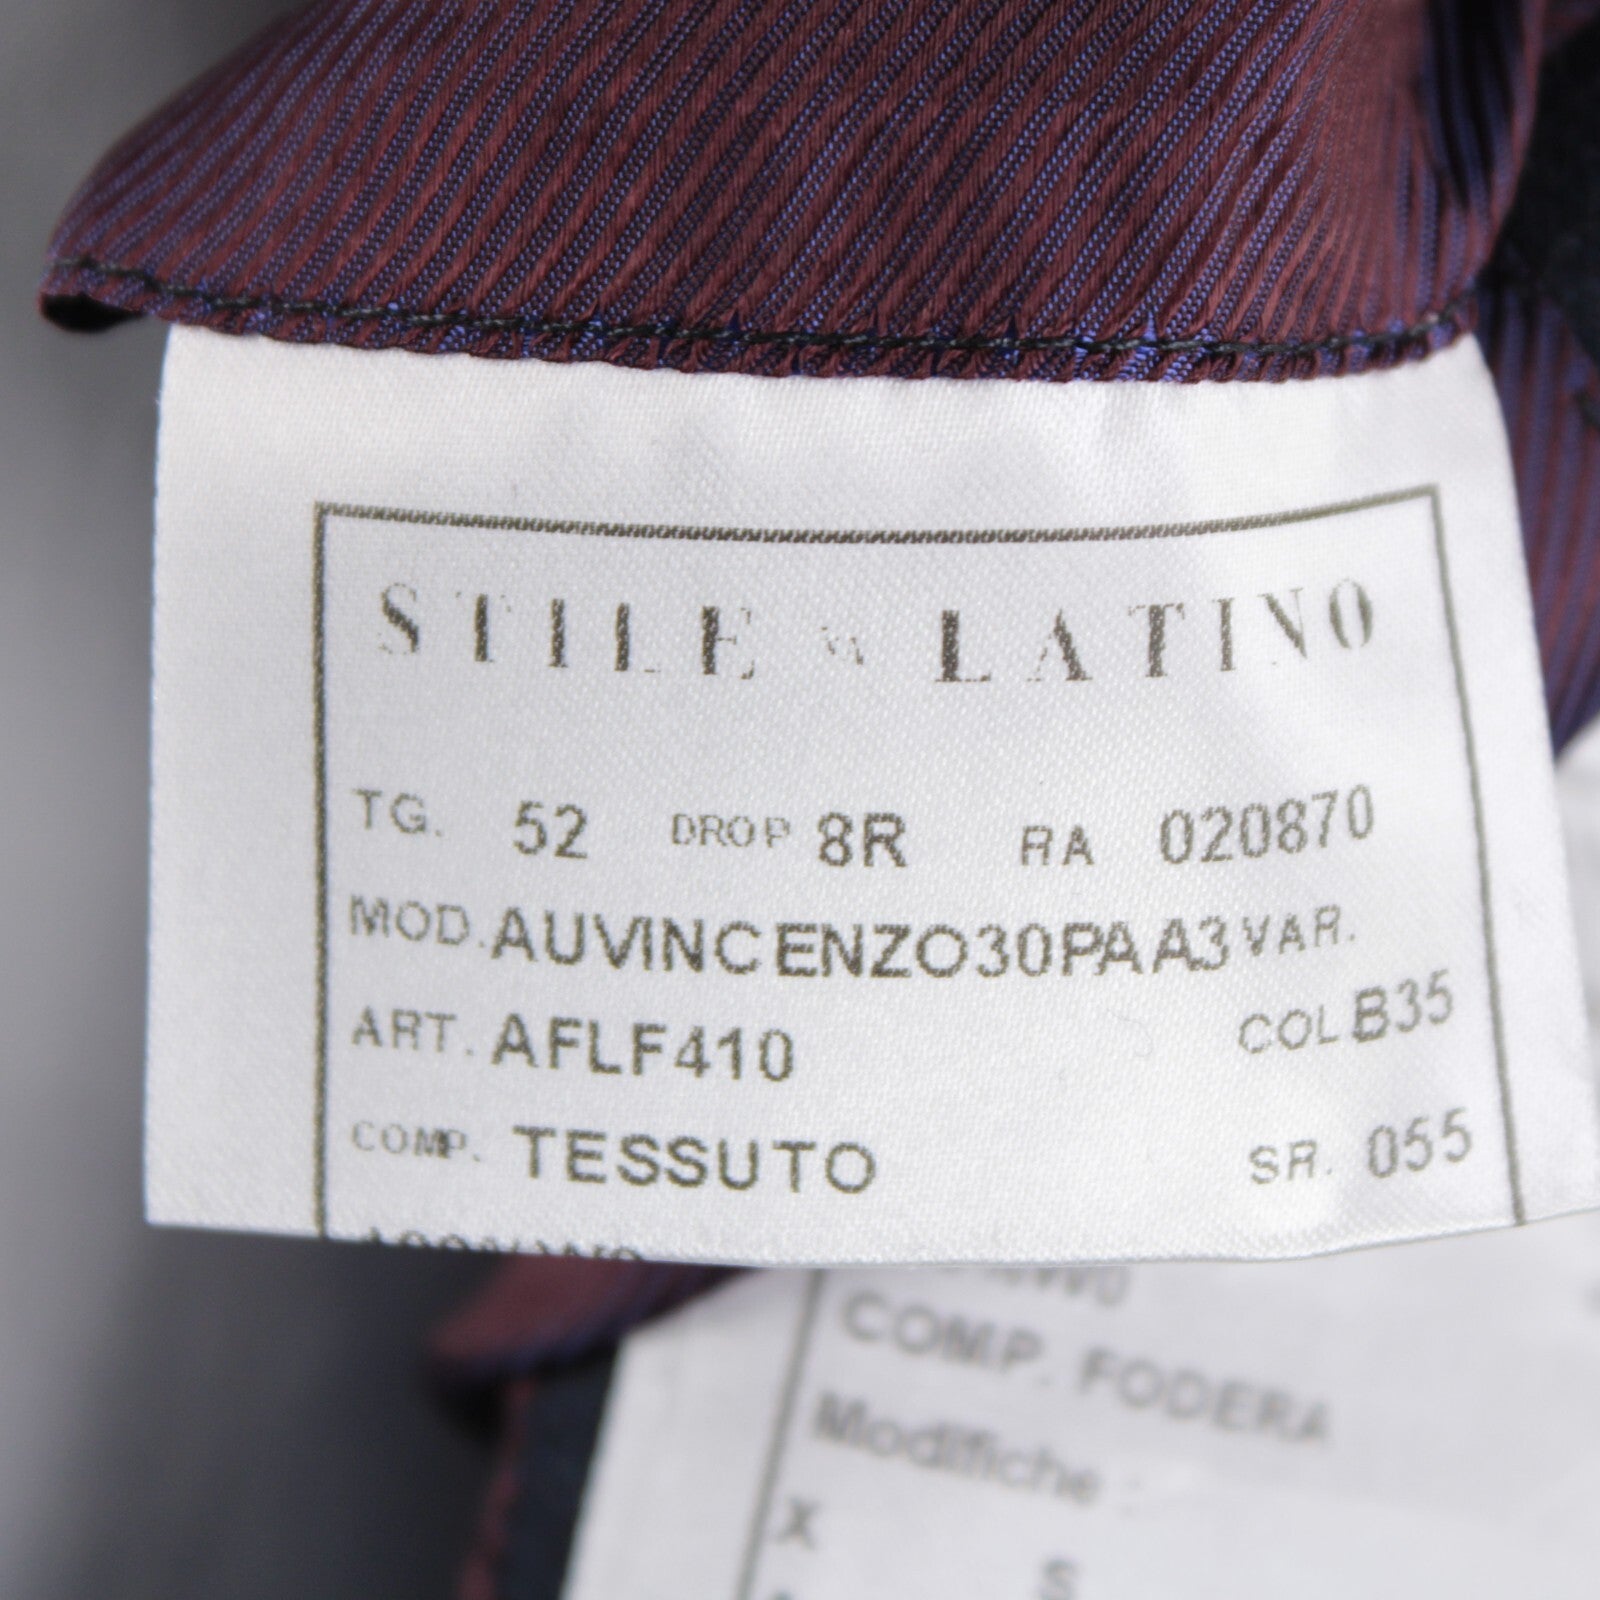 STILE LATINO
TG. 52 DROP 8R RA 020870
MOD. AUVINCENZO30PAA3 VAR.
ART. AFLF410 COL B35
COMP. TESSUTO SR. 055
COMP. FODERA
Modifiche :
X
S